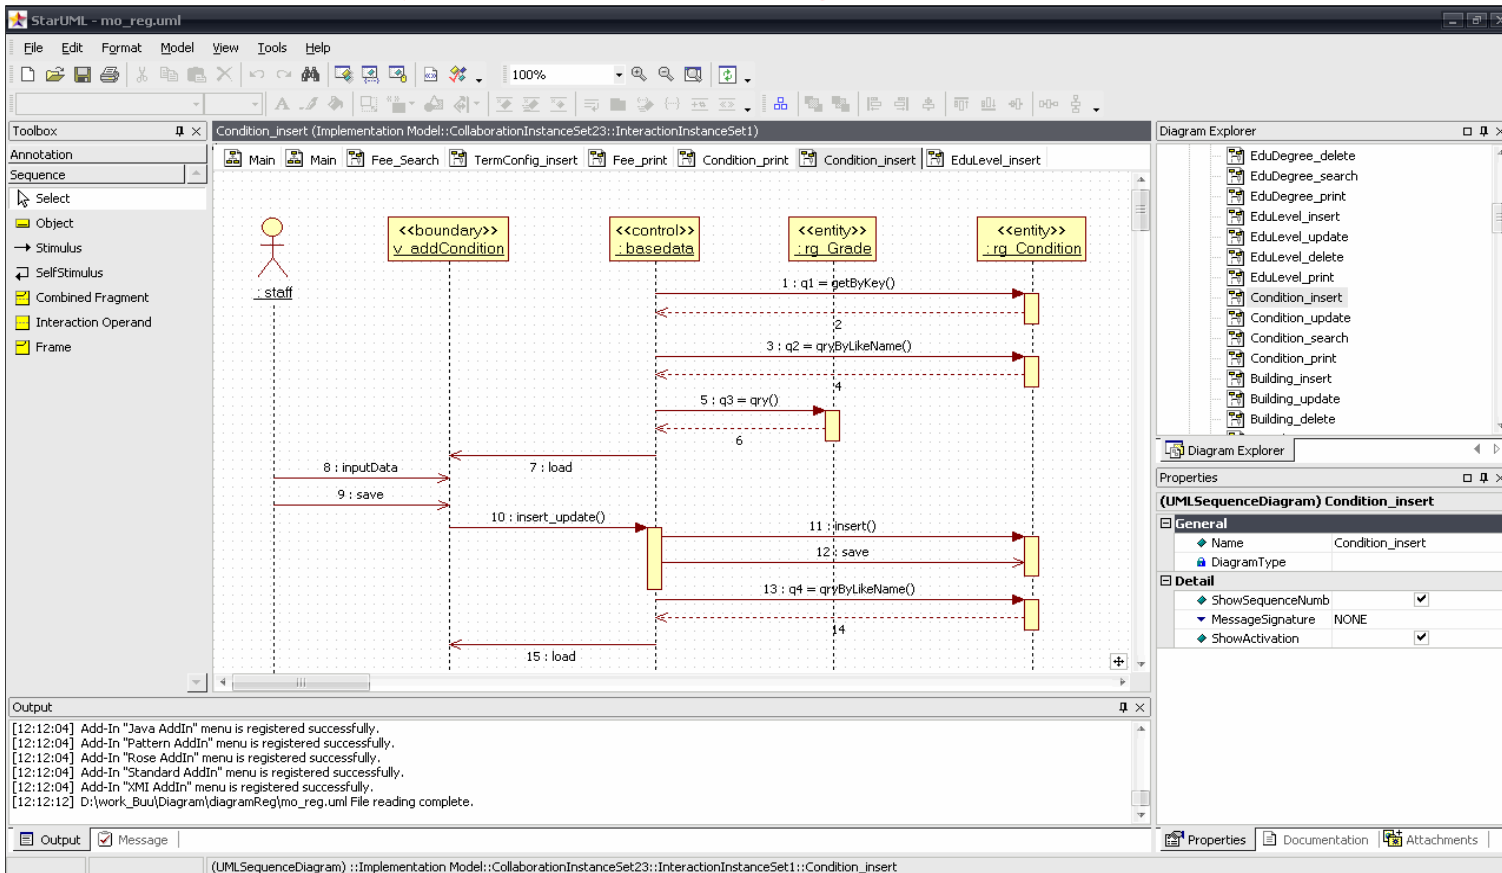 StarUML - mo_reg.uml
File Edit Format Model View Tools Help
100%
Toolbox
Annotation
Sequence
Select
Object
Stimulus
SelfStimulus
Combined Fragment
Interaction Operand
Frame
Condition_insert (Implementation Model::CollaborationInstanceSet23::InteractionInstanceSet1)
Main Main Fee_Search TermConfig_insert Fee_print Condition_print Condition_insert EduLevel_insert
: staff
<<boundary>>
v_addCondition
<<control>>
: basedata
<<entity>>
: rg_Grade
<<entity>>
: rg_Condition
1 : q1 = getByKey()
2
3 : q2 = qryByLikeName()
4
5 : q3 = qry()
6
7 : load
8 : inputData
9 : save
10 : insert_update()
11 : insert()
12 : save
13 : q4 = qryByLikeName()
14
15 : load
Diagram Explorer
EduDegree_delete
EduDegree_search
EduDegree_print
EduLevel_insert
EduLevel_update
EduLevel_delete
EduLevel_print
Condition_insert
Condition_update
Condition_search
Condition_print
Building_insert
Building_update
Building_delete
Diagram Explorer
Properties
(UMLSequenceDiagram) Condition_insert
General
Name Condition_insert
DiagramType
Detail
ShowSequenceNumb
MessageSignature NONE
ShowActivation
Output
[12:12:04] Add-In "Java AddIn" menu is registered successfully.
[12:12:04] Add-In "Pattern AddIn" menu is registered successfully.
[12:12:04] Add-In "Rose AddIn" menu is registered successfully.
[12:12:04] Add-In "Standard AddIn" menu is registered successfully.
[12:12:04] Add-In "XMI AddIn" menu is registered successfully.
[12:12:12] D:\work_Buu\Diagram\diagramReg\mo_reg.uml File reading complete.
Output Message
Properties Documentation Attachments
(UMLSequenceDiagram) ::Implementation Model::CollaborationInstanceSet23::InteractionInstanceSet1::Condition_insert